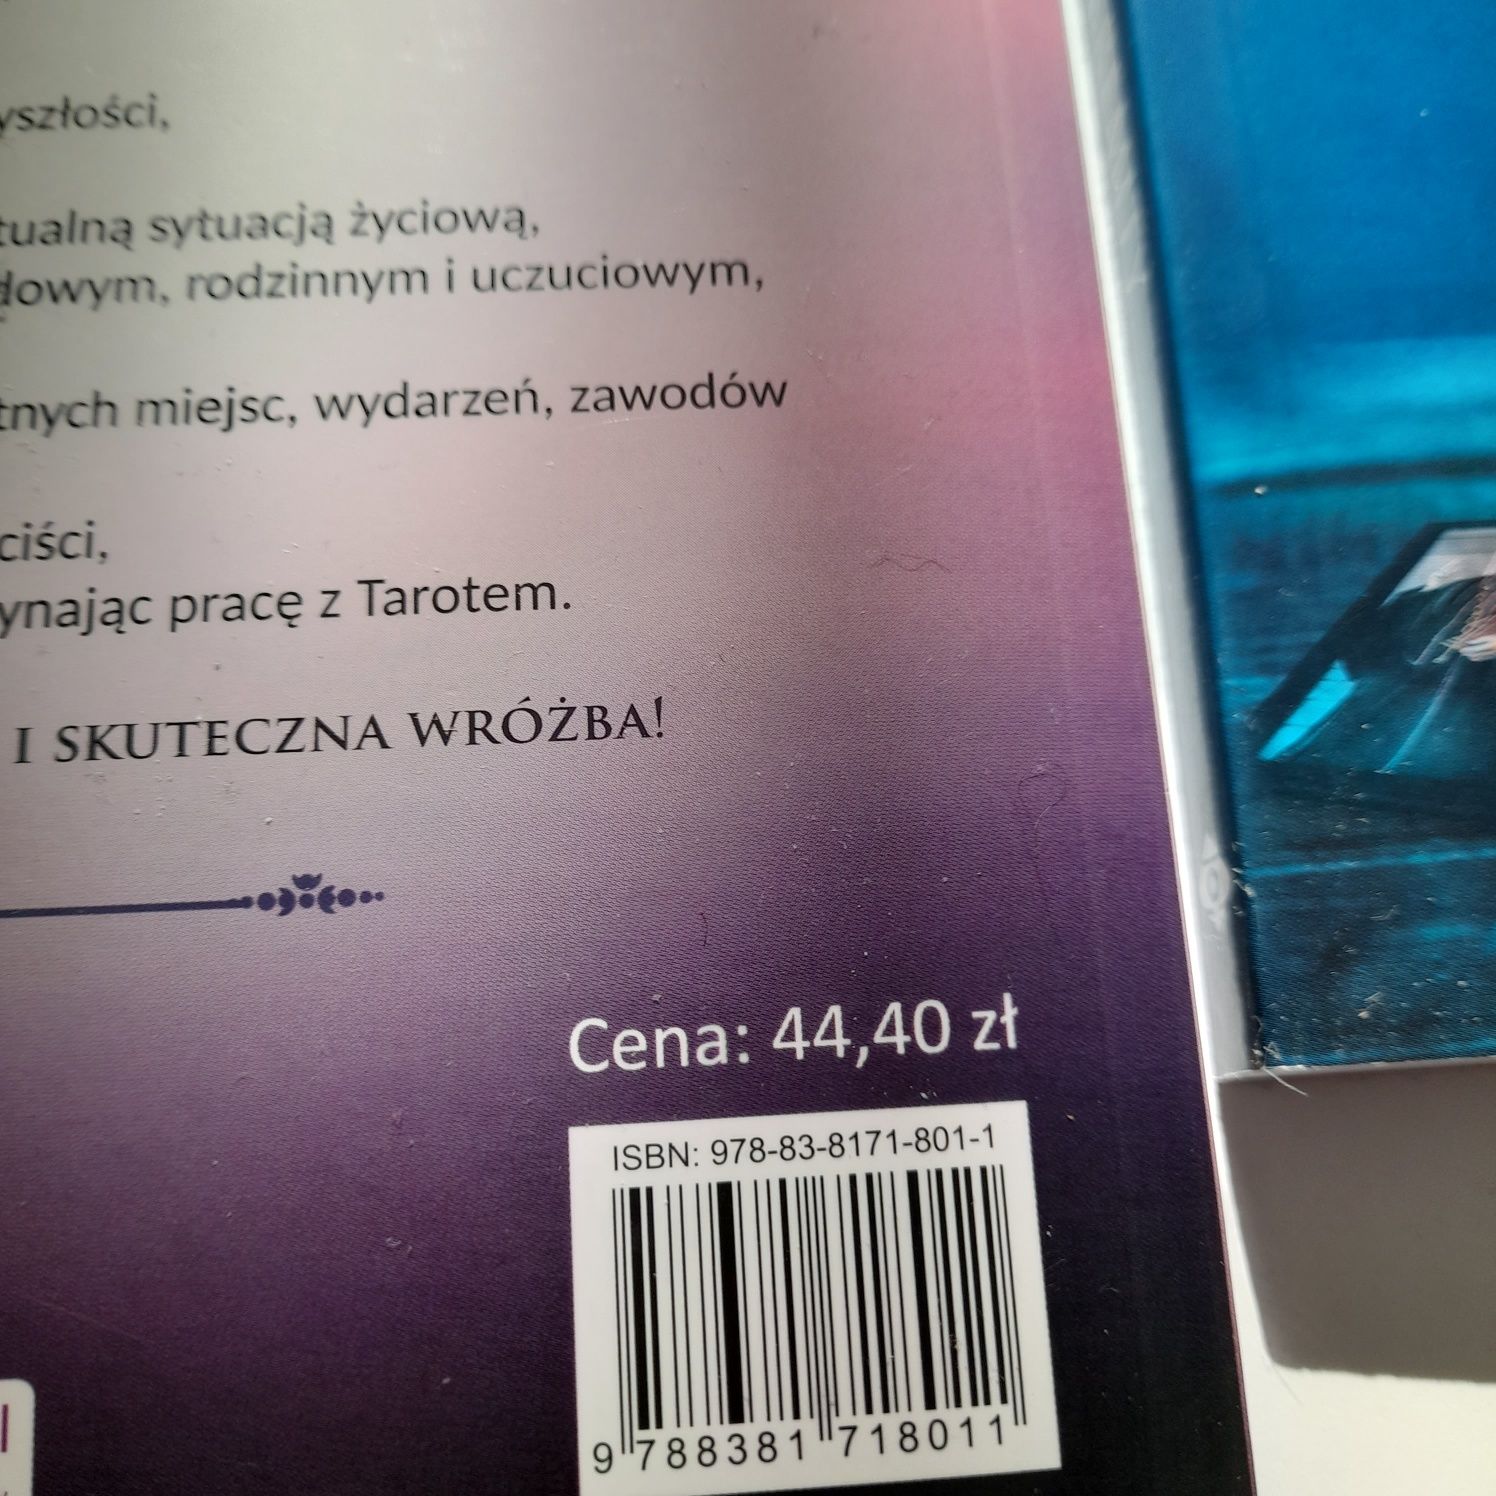 yszłości,
tualną sytuacją życiową,
dowym, rodzinnym i uczuciowym,
tnych miejsc, wydarzeń, zawodów
ciści,
ynając pracę z Tarotem.
I SKUTECZNA WRÓŻBA!
Cena: 44,40 zł
ISBN: 978-83-8171-801-1
9 788381 718011